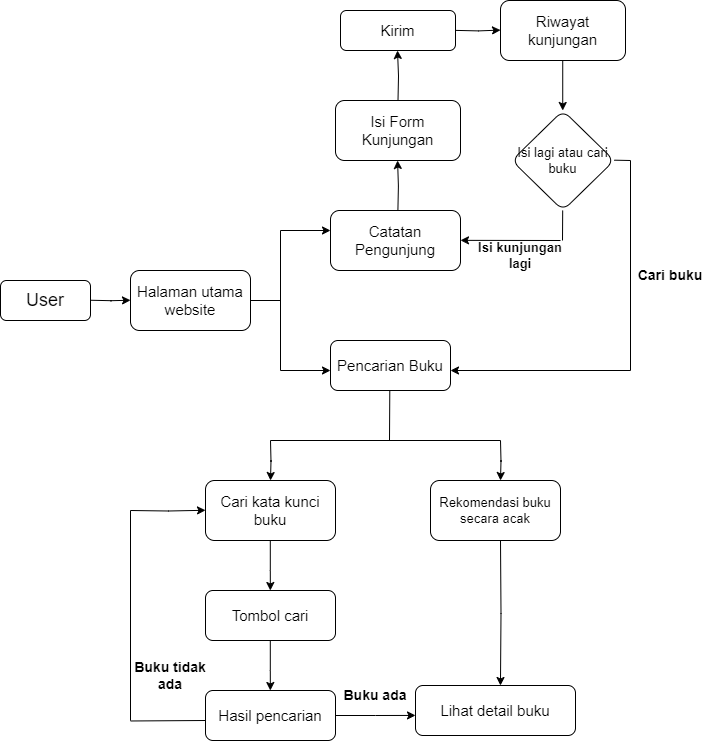 Kirim
Riwayat
kunjungan
Isi Form
Kunjungan
Isi lagi atau cari
buku
Catatan
Pengunjung
Isi kunjungan
lagi
Cari buku
User
Halaman utama
website
Pencarian Buku
Cari kata kunci
buku
Rekomendasi buku
secara acak
Tombol cari
Buku tidak
ada
Hasil pencarian
Buku ada
Lihat detail buku